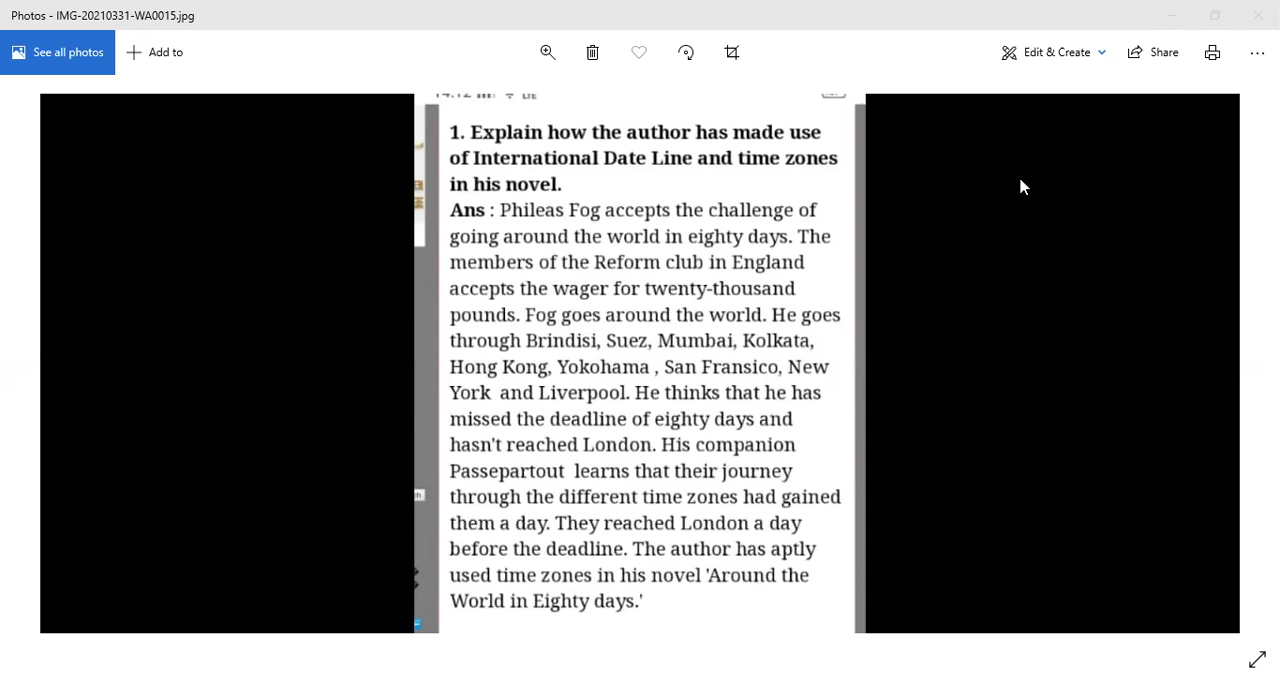 Photos - IMG-20210331-WA0015.jpg
See all photos
Add to
Edit & Create
Share
1. Explain how the author has made use
of International Date Line and time zones
in his novel.
Ans : Phileas Fog accepts the challenge of
going around the world in eighty days. The
members of the Reform club in England
accepts the wager for twenty-thousand
pounds. Fog goes around the world. He goes
through Brindisi, Suez, Mumbai, Kolkata,
Hong Kong, Yokohama , San Fransico, New
York  and Liverpool. He thinks that he has
missed the deadline of eighty days and
hasn't reached London. His companion
Passepartout  learns that their journey
through the different time zones had gained
them a day. They reached London a day
before the deadline. The author has aptly
used time zones in his novel 'Around the
World in Eighty days.'